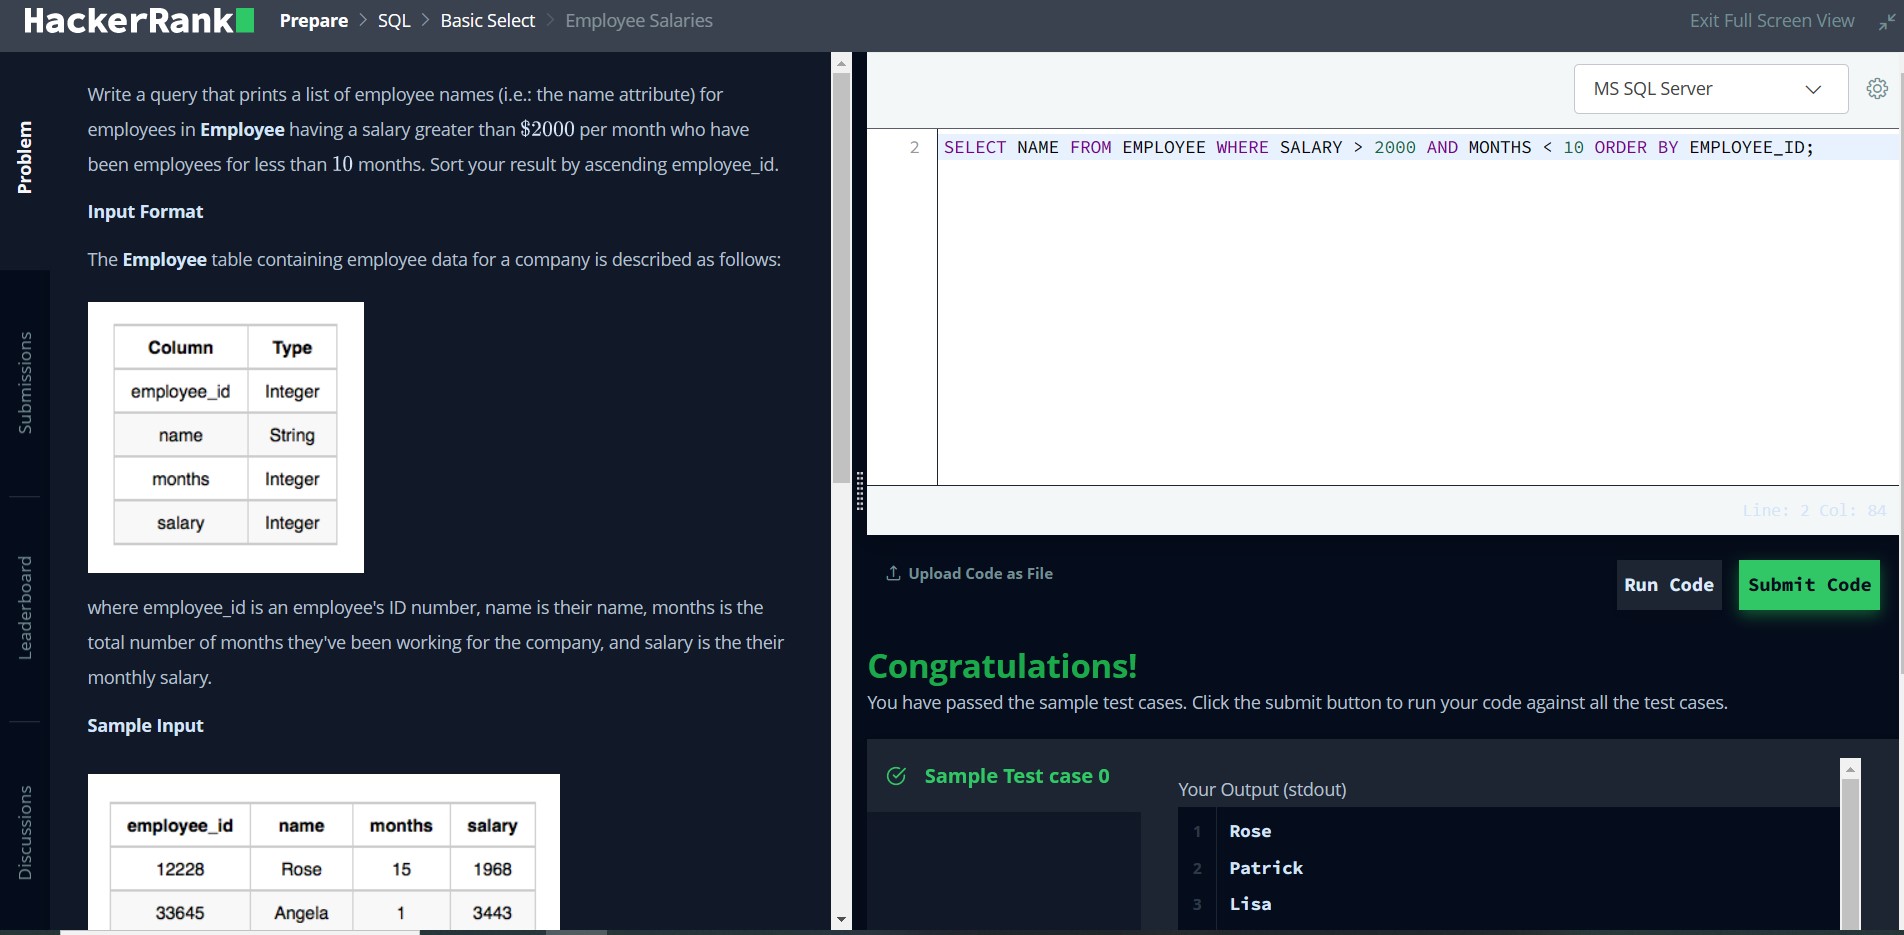 HackerRank Prepare > SQL > Basic Select > Employee Salaries Exit Full Screen View
Problem
Submissions
Leaderboard
Discussions
Write a query that prints a list of employee names (i.e.: the name attribute) for
employees in Employee having a salary greater than $2000 per month who have
been employees for less than 10 months. Sort your result by ascending employee_id.
Input Format
The Employee table containing employee data for a company is described as follows:
Column Type
employee_id Integer
name String
months Integer
salary Integer
where employee_id is an employee's ID number, name is their name, months is the
total number of months they've been working for the company, and salary is the their
monthly salary.
Sample Input
employee_id name months salary
12228 Rose 15 1968
33645 Angela 1 3443
MS SQL Server
2 SELECT NAME FROM EMPLOYEE WHERE SALARY > 2000 AND MONTHS < 10 ORDER BY EMPLOYEE_ID;
Line: 2 Col: 84
Upload Code as File
Run Code Submit Code
Congratulations!
You have passed the sample test cases. Click the submit button to run your code against all the test cases.
Sample Test case 0
Your Output (stdout)
1 Rose
2 Patrick
3 Lisa